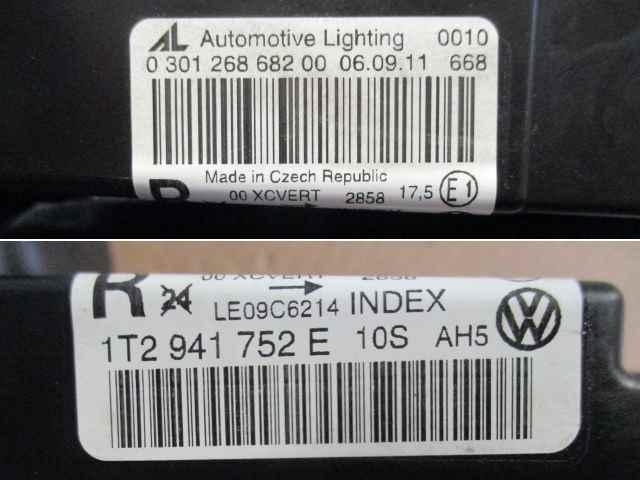 AL Automotive Lighting 0010
0 301 268 682 00 06.09.11 668
Made in Czech Republic
00 XCVERT 2858 17,5 E1
R 24 LE09C6214 INDEX
1T2 941 752 E 10S AH5